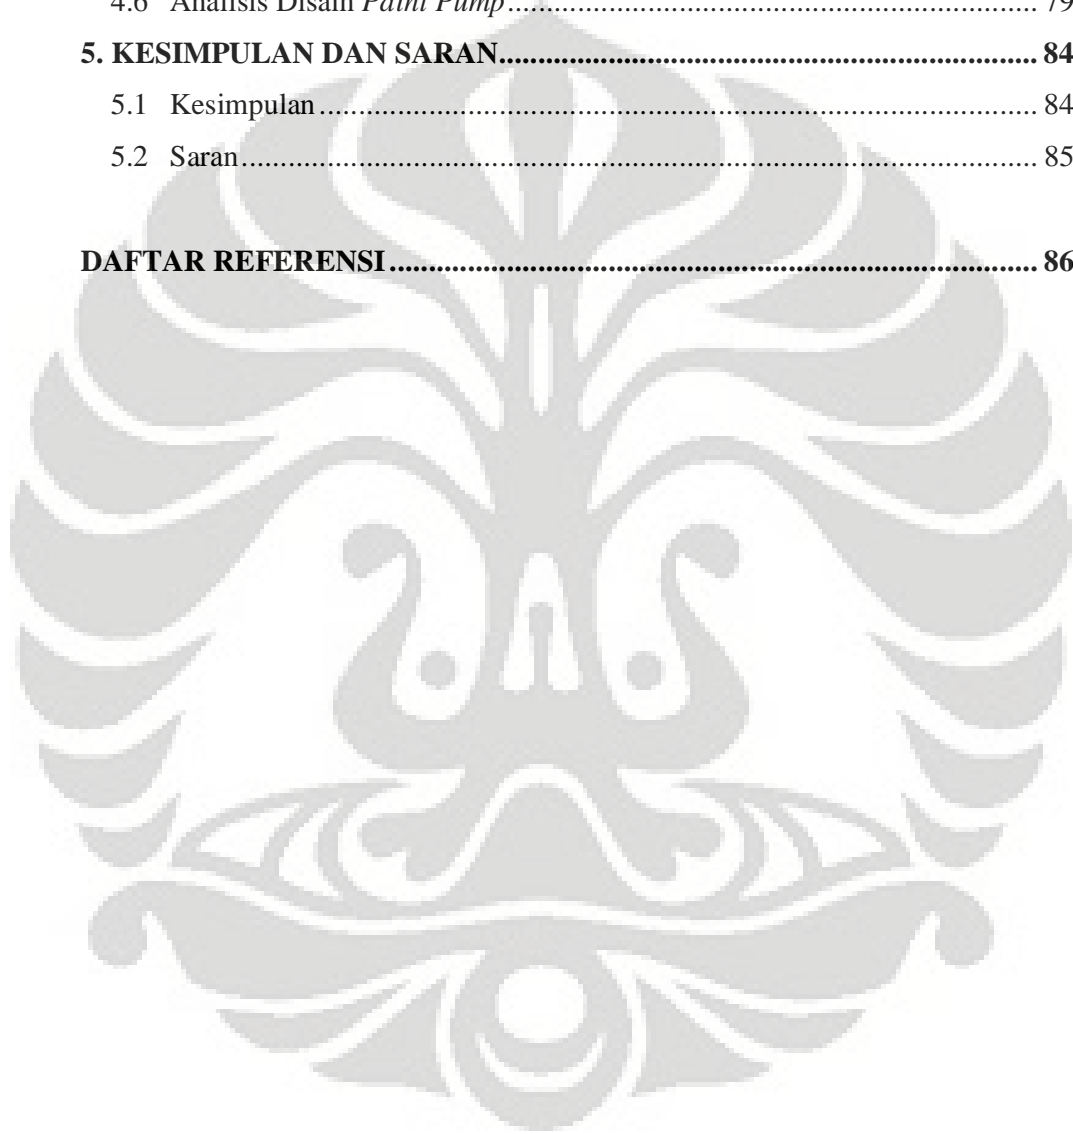 4.6 Analisis Disain Paint Pump........................................................................ 79
5. KESIMPULAN DAN SARAN..................................................................... 84
5.1 Kesimpulan............................................................................................ 84
5.2 Saran...................................................................................................... 85
DAFTAR REFERENSI................................................................................... 86